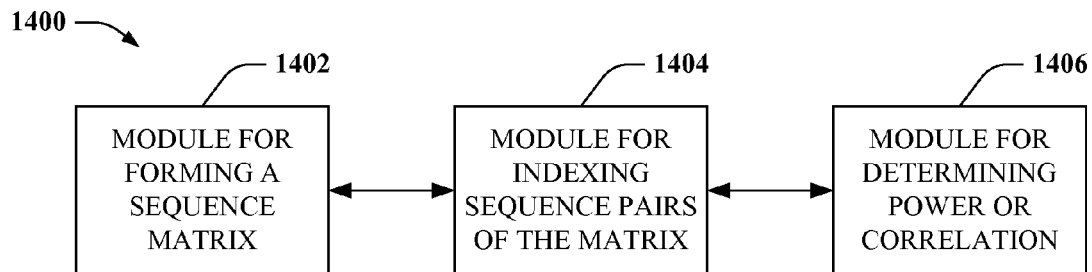 1400
1402
1404
1406
MODULE FOR
FORMING A
SEQUENCE
MATRIX
MODULE FOR
INDEXING
SEQUENCE PAIRS
OF THE MATRIX
MODULE FOR
DETERMINING
POWER OR
CORRELATION